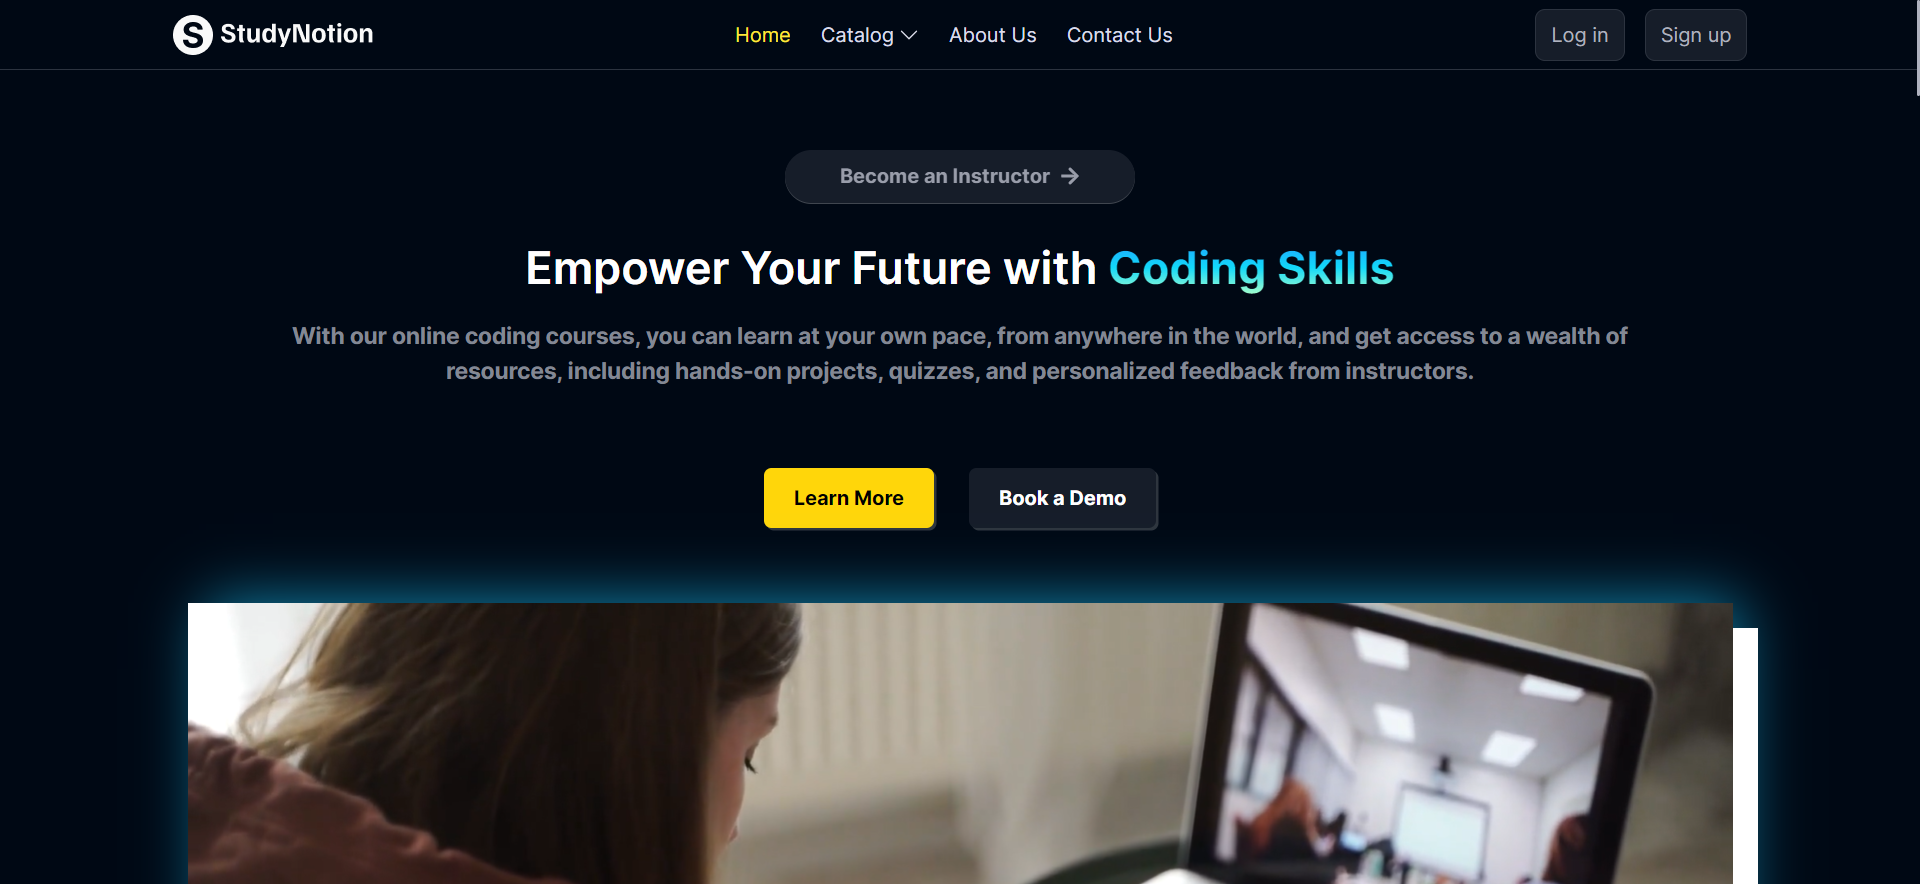 S StudyNotion
Home Catalog About Us Contact Us
Log in Sign up
Become an Instructor →
Empower Your Future with Coding Skills
With our online coding courses, you can learn at your own pace, from anywhere in the world, and get access to a wealth of
resources, including hands-on projects, quizzes, and personalized feedback from instructors.
Learn More Book a Demo